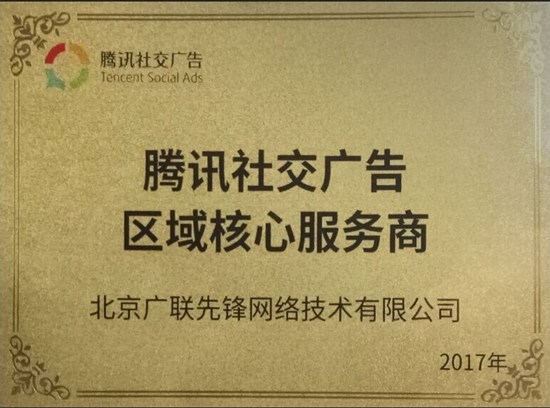 腾讯社交广告
Tencent Social Ads
腾讯社交广告
区域核心服务商
北京广联先锋网络技术有限公司
2017年